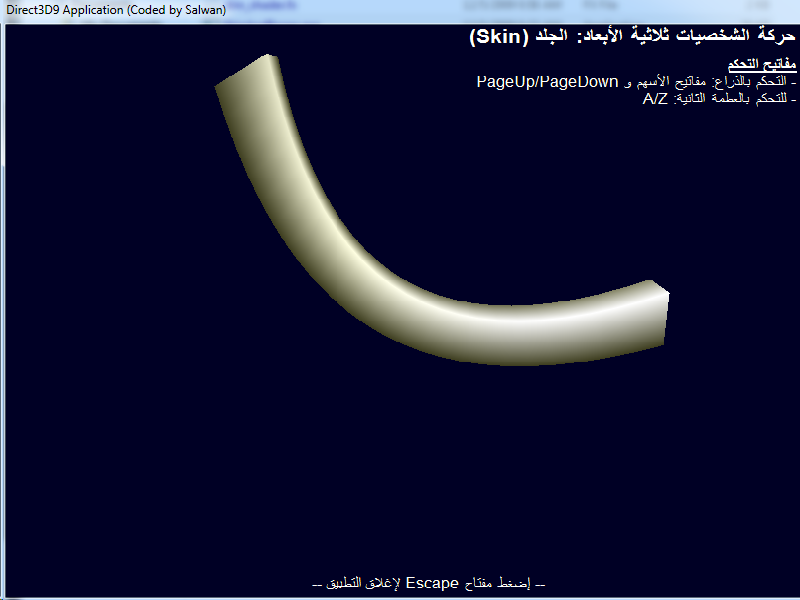 Direct3D9 Application (Coded by Salwan)
حركة الشخصيات ثلاثية الأبعاد: الجلد (Skin)
مفاتيح التحكم
- التحكم بالذراع: مفاتيح الأسهم و PageUp/PageDown
- للتحكم بالعظمة الثانية: A/Z
-- إضغط مفتاح Escape لإغلاق التطبيق --